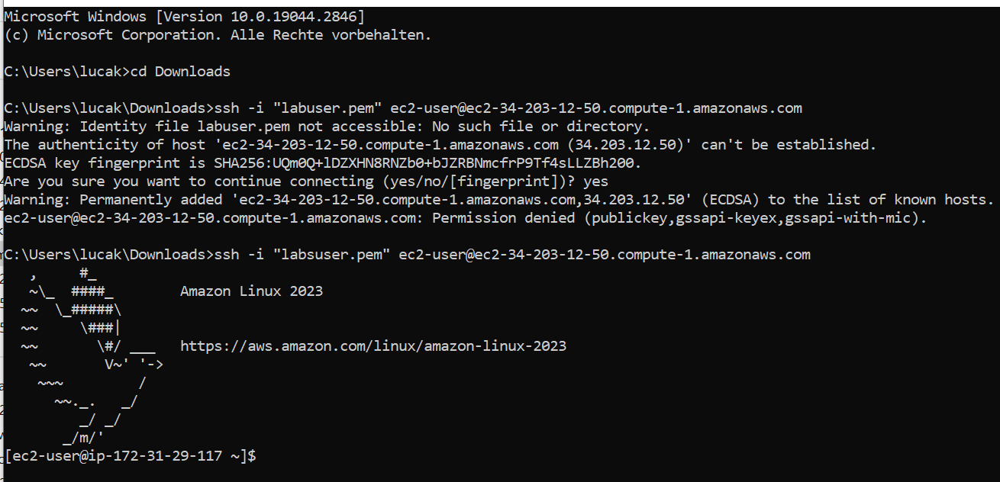 Microsoft Windows [Version 10.0.19044.2846]
(c) Microsoft Corporation. Alle Rechte vorbehalten.

C:\Users\lucak>cd Downloads

C:\Users\lucak\Downloads>ssh -i "labuser.pem" ec2-user@ec2-34-203-12-50.compute-1.amazonaws.com
Warning: Identity file labuser.pem not accessible: No such file or directory.
The authenticity of host 'ec2-34-203-12-50.compute-1.amazonaws.com (34.203.12.50)' can't be established.
ECDSA key fingerprint is SHA256:UQm0Q+lDZXHN8RNZb0+bJZRBNmcfrP9Tf4sLLZBh200.
Are you sure you want to continue connecting (yes/no/[fingerprint])? yes
Warning: Permanently added 'ec2-34-203-12-50.compute-1.amazonaws.com,34.203.12.50' (ECDSA) to the list of known hosts.
ec2-user@ec2-34-203-12-50.compute-1.amazonaws.com: Permission denied (publickey,gssapi-keyex,gssapi-with-mic).

C:\Users\lucak\Downloads>ssh -i "labsuser.pem" ec2-user@ec2-34-203-12-50.compute-1.amazonaws.com
   ,     #_
   ~\_  ####_        Amazon Linux 2023
  ~~  \_#####\
  ~~     \###|
  ~~       \#/ ___   https://aws.amazon.com/linux/amazon-linux-2023
   ~~       V~' '->
    ~~~         /
      ~~._.   _/
         _/ _/
       _/m/'
[ec2-user@ip-172-31-29-117 ~]$